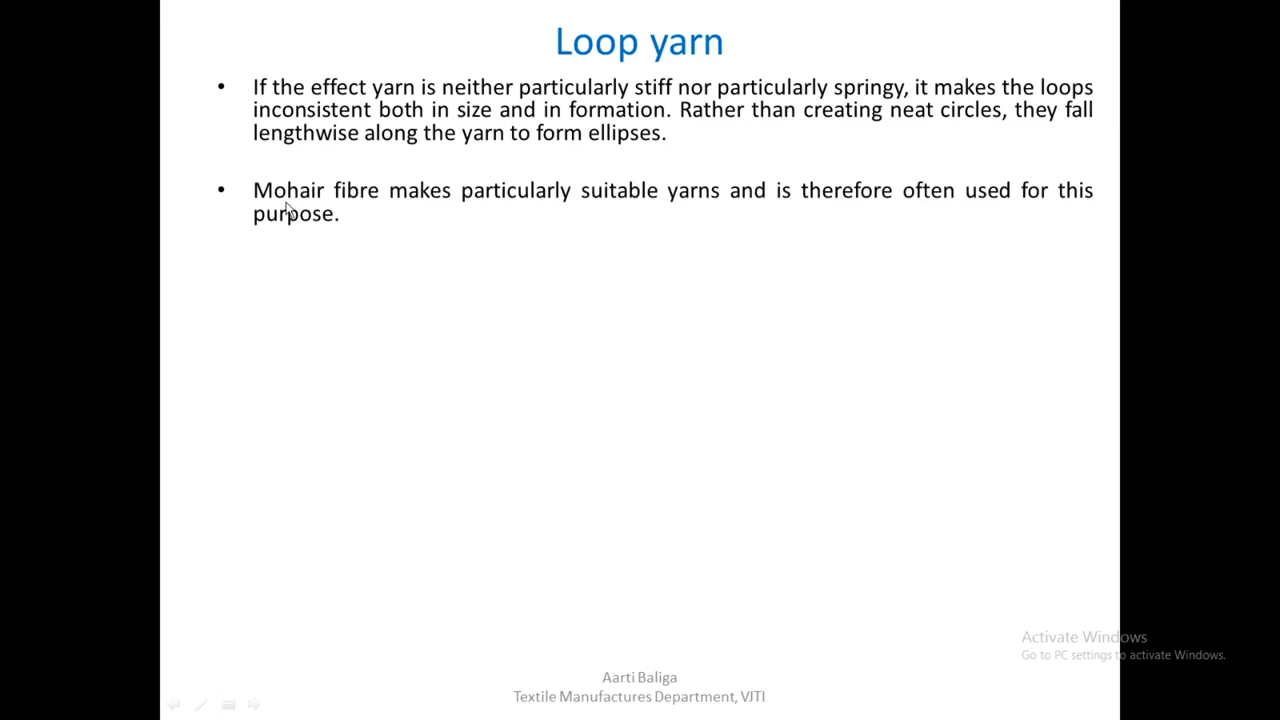 Loop yarn
• If the effect yarn is neither particularly stiff nor particularly springy, it makes the loops
inconsistent both in size and in formation. Rather than creating neat circles, they fall
lengthwise along the yarn to form ellipses.
• Mohair fibre makes particularly suitable yarns and is therefore often used for this
purpose.
Activate Windows
Go to PC settings to activate Windows.
Aarti Baliga
Textile Manufactures Department, VJTI